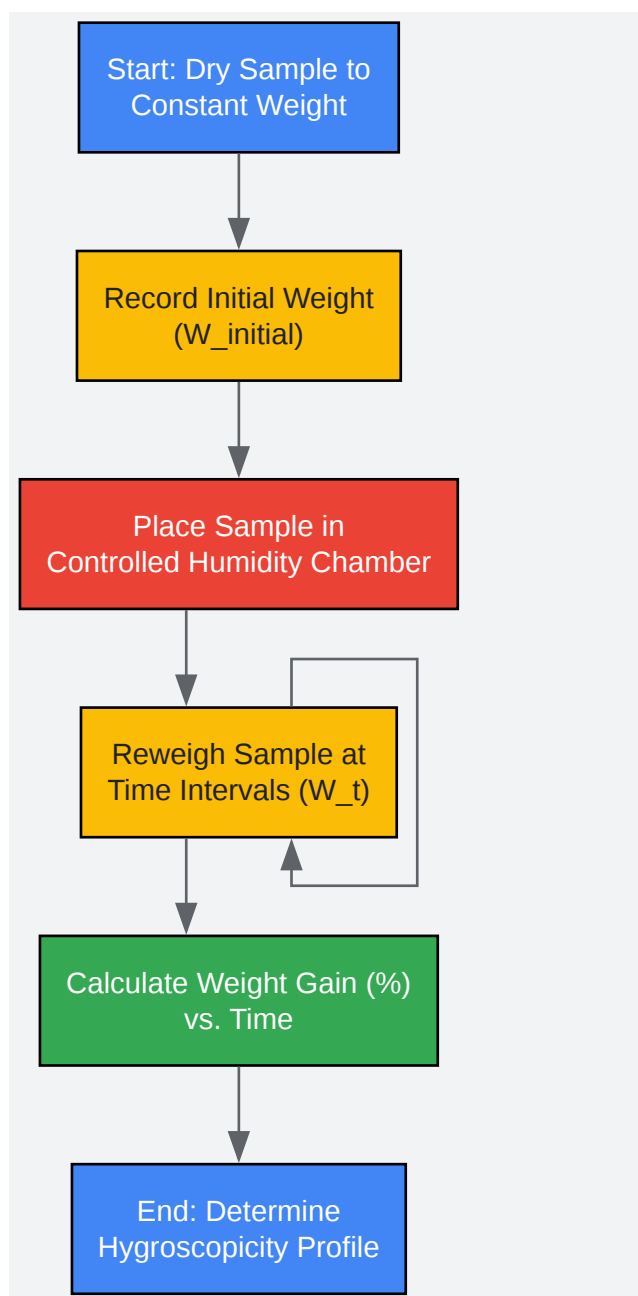 Start: Dry Sample to
Constant Weight
Record Initial Weight
(W_initial)
Place Sample in
Controlled Humidity Chamber
Reweigh Sample at
Time Intervals (W_t)
Calculate Weight Gain (%)
vs. Time
End: Determine
Hygroscopicity Profile